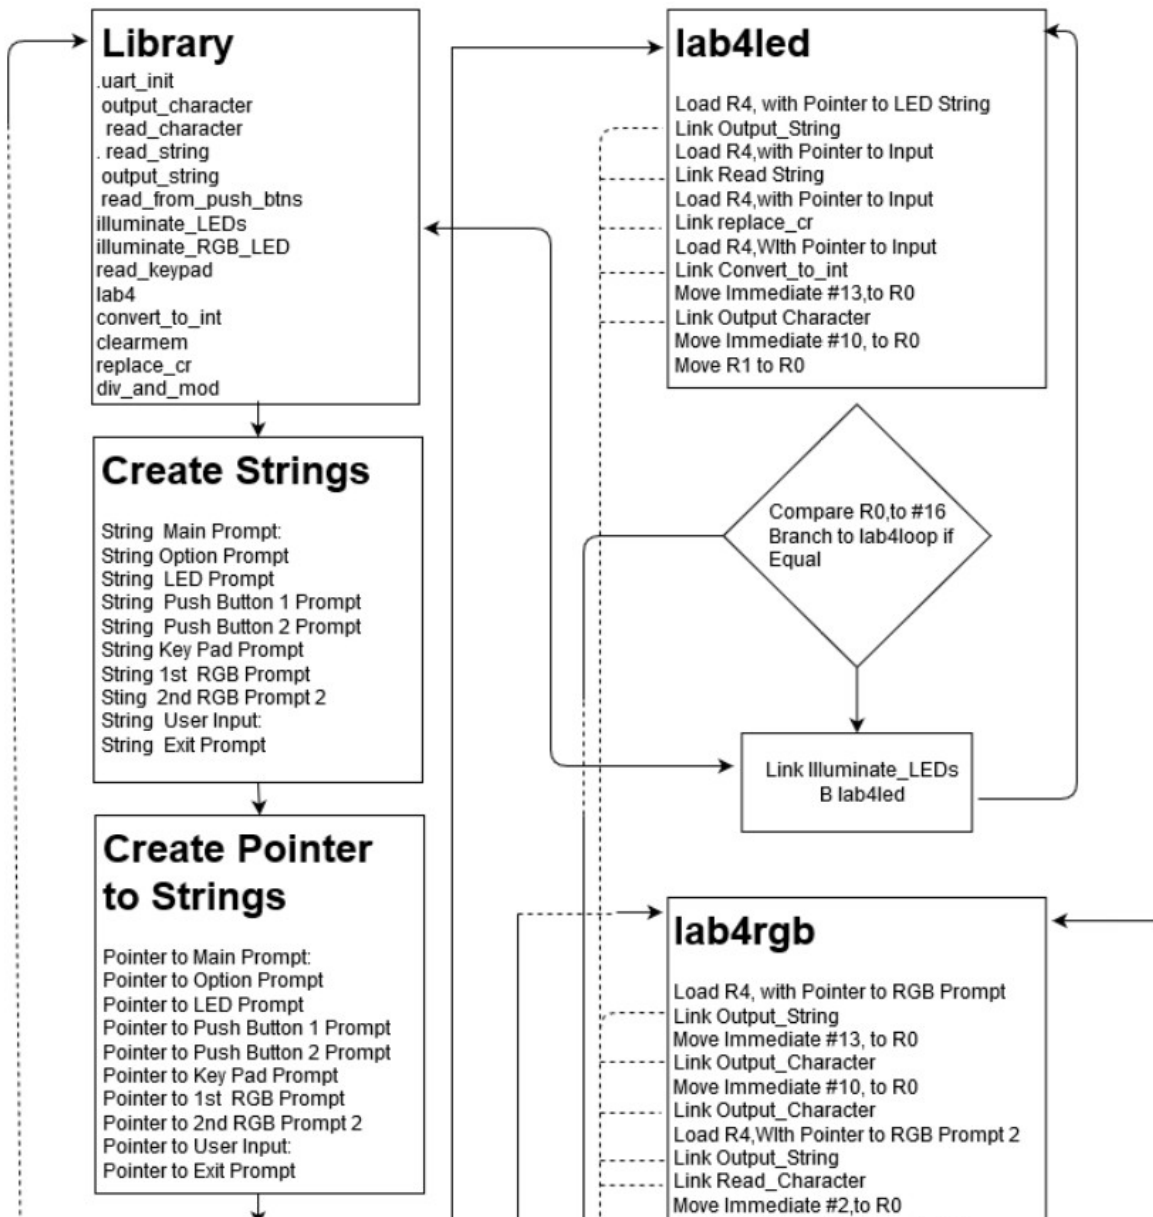 Library
.uart_init
output_character
read_character
. read_string
output_string
read_from_push_btns
illuminate_LEDs
illuminate_RGB_LED
read_keypad
lab4
convert_to_int
clearmem
replace_cr
div_and_mod
Create Strings
String Main Prompt:
String Option Prompt
String LED Prompt
String Push Button 1 Prompt
String Push Button 2 Prompt
String Key Pad Prompt
String 1st RGB Prompt
Sting 2nd RGB Prompt 2
String User Input:
String Exit Prompt
Create Pointer
to Strings
Pointer to Main Prompt:
Pointer to Option Prompt
Pointer to LED Prompt
Pointer to Push Button 1 Prompt
Pointer to Push Button 2 Prompt
Pointer to Key Pad Prompt
Pointer to 1st RGB Prompt
Pointer to 2nd RGB Prompt 2
Pointer to User Input:
Pointer to Exit Prompt
lab4led
Load R4, with Pointer to LED String
Link Output_String
Load R4,with Pointer to Input
Link Read String
Load R4,with Pointer to Input
Link replace_cr
Load R4,WIth Pointer to Input
Link Convert_to_int
Move Immediate #13,to R0
Link Output Character
Move Immediate #10, to R0
Move R1 to R0
Compare R0,to #16
Branch to lab4loop if
Equal
Link Illuminate_LEDs
B lab4led
lab4rgb
Load R4, with Pointer to RGB Prompt
Link Output_String
Move Immediate #13, to R0
Link Output_Character
Move Immediate #10, to R0
Link Output_Character
Load R4,WIth Pointer to RGB Prompt 2
Link Output_String
Link Read_Character
Move Immediate #2,to R0